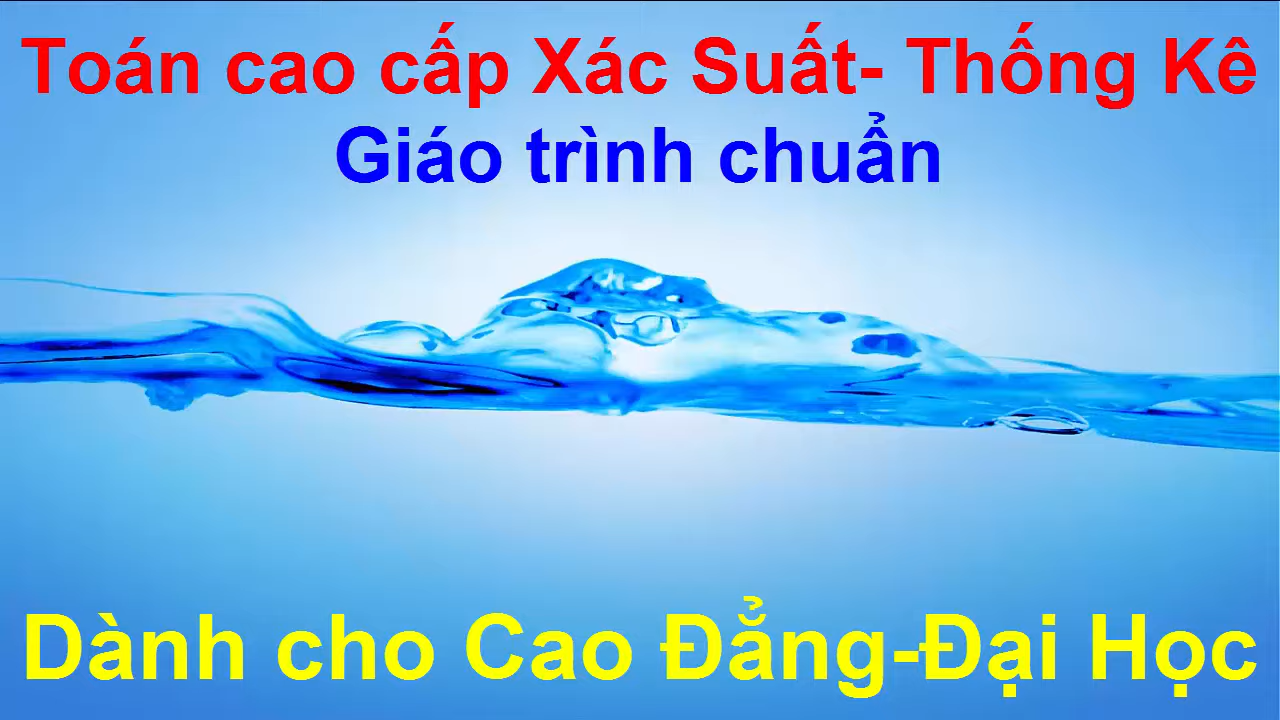 Toán cao cấp Xác Suất- Thống Kê
Giáo trình chuẩn
Dành cho Cao Đẳng-Đại Học